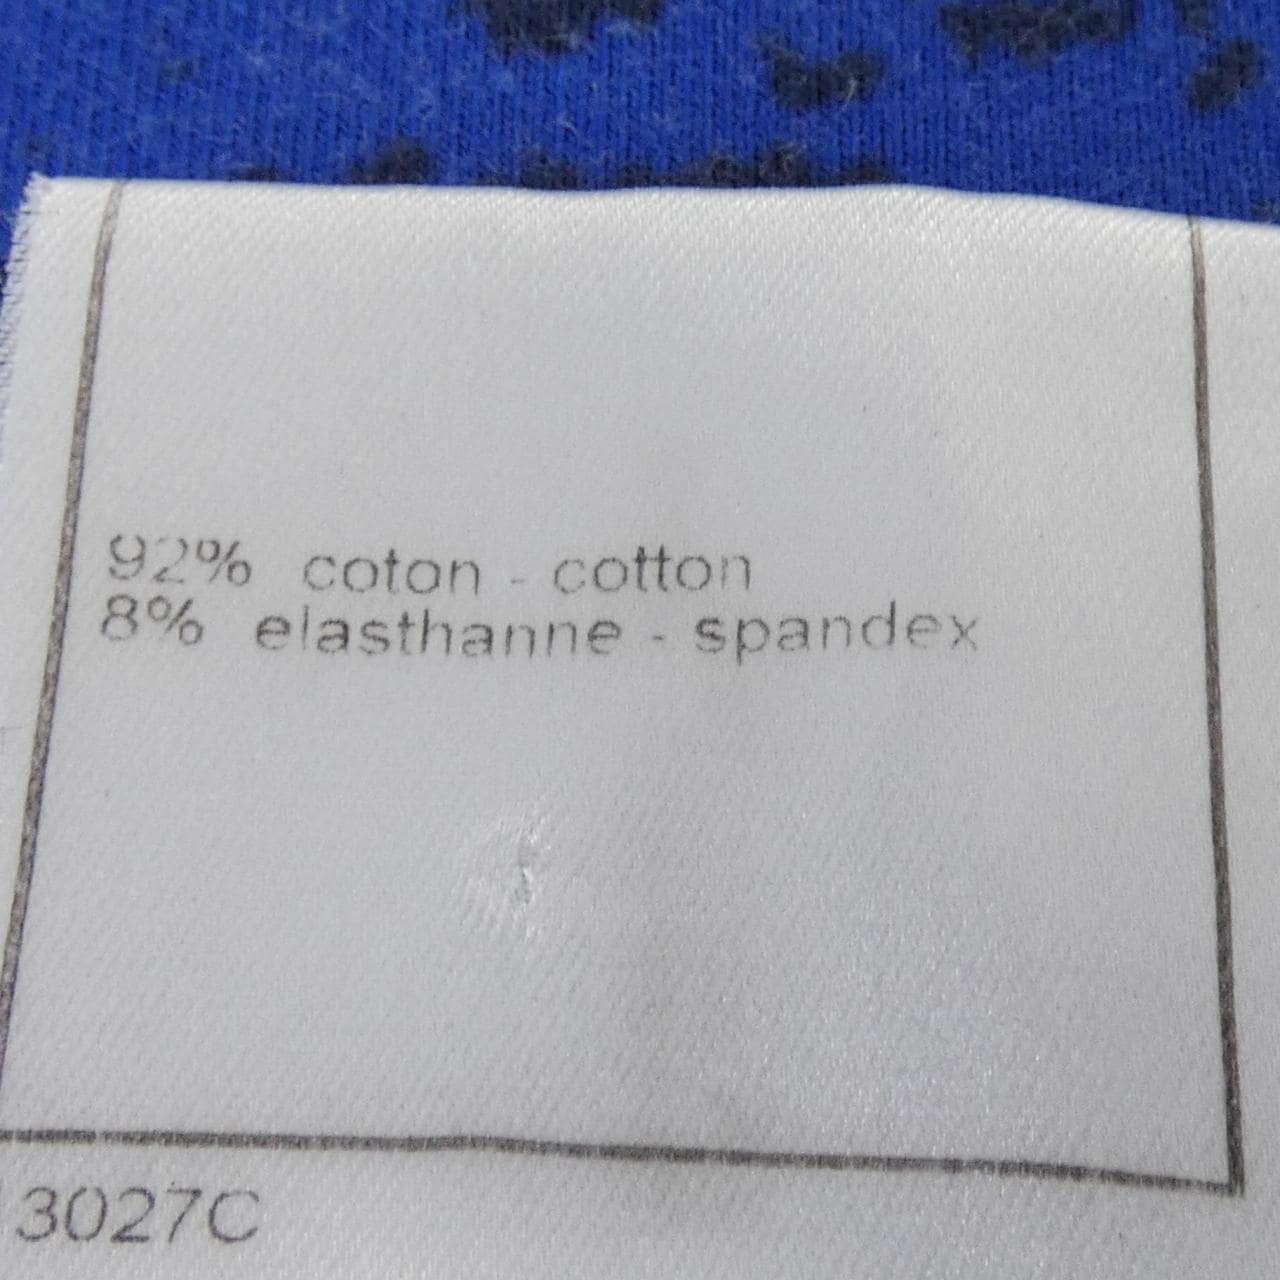 92% coton - cotton
8% elasthanne - spandex
3027C